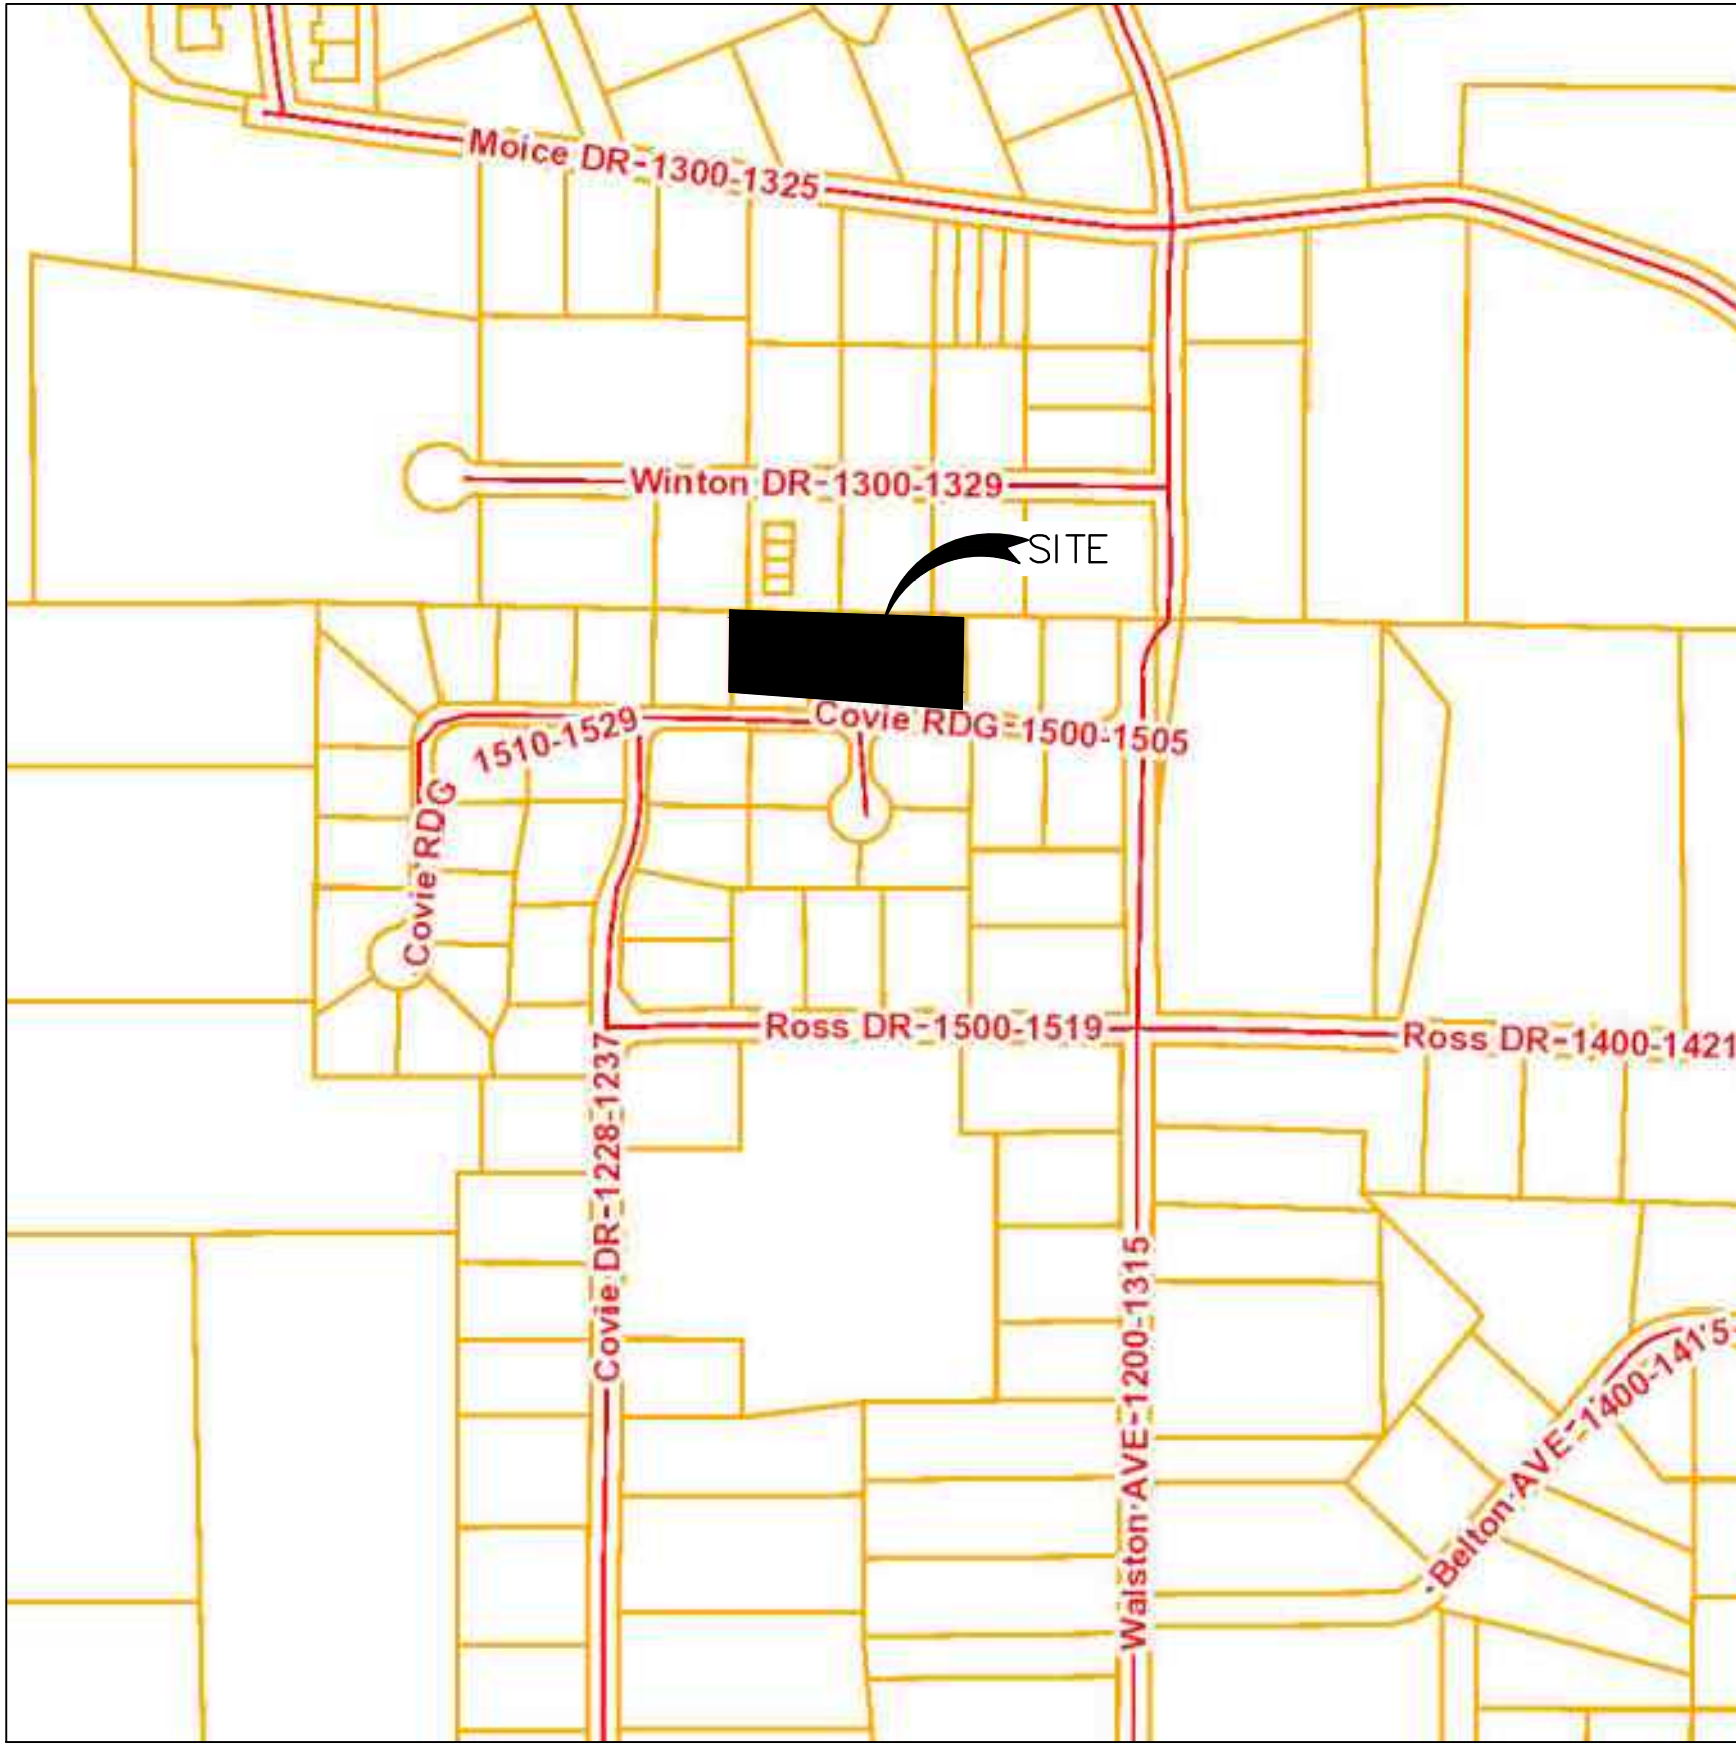 Moice DR-1300-1325
Winton DR-1300-1329
SITE
Covie RDG-1500-1505
1510-1529
Covie RDG
Ross DR-1500-1519
Ross DR-1400-1421
Covie DR-1228-1237
Walston AVE-1200-1315
Belton AVE-1400-1415